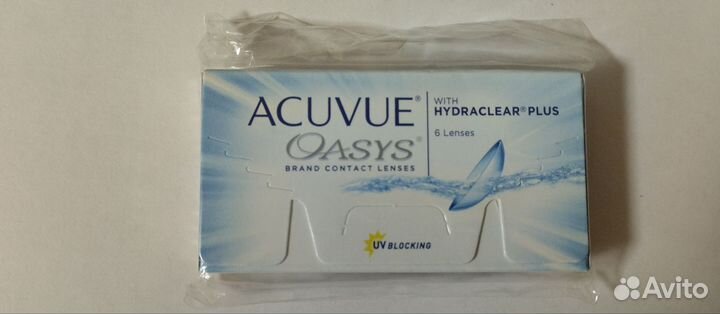 ACUVUE®
OASYS®
BRAND CONTACT LENSES
WITH
HYDRACLEAR® PLUS
6 Lenses
UV BLOCKING
Avito